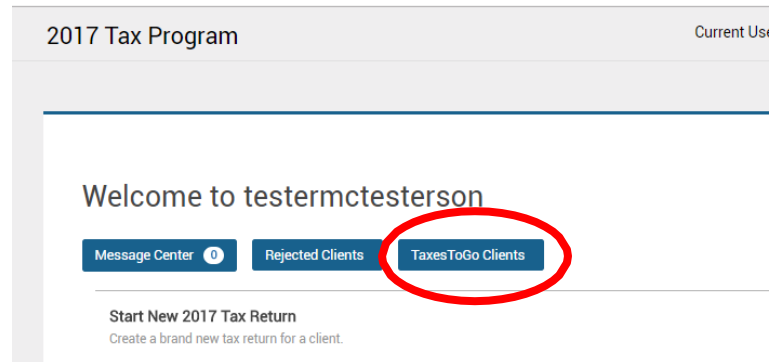 2017 Tax Program
Current Use
Welcome to testermctesterson
Message Center 0
Rejected Clients
TaxesToGo Clients
Start New 2017 Tax Return
Create a brand new tax return for a client.